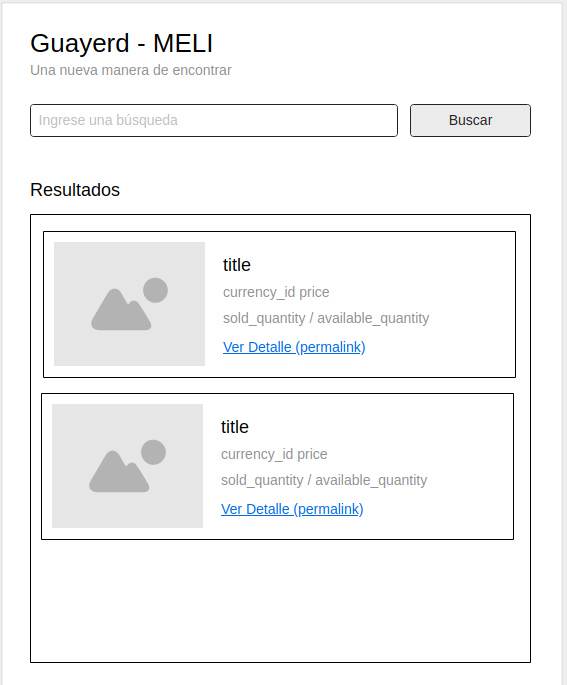 Guayerd - MELI
Una nueva manera de encontrar
Ingrese una búsqueda
Buscar
Resultados
title
currency_id price
sold_quantity / available_quantity
Ver Detalle (permalink)
title
currency_id price
sold_quantity / available_quantity
Ver Detalle (permalink)